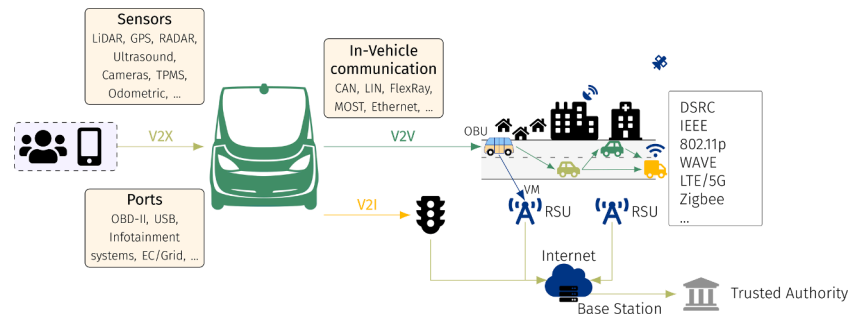 Sensors
LiDAR, GPS, RADAR,
Ultrasound,
Cameras, TPMS,
Odometric, ...
In-Vehicle
communication
CAN, LIN, FlexRay,
MOST, Ethernet, ...
V2X
V2V
OBU
DSRC
IEEE
802.11p
WAVE
LTE/5G
Zigbee
...
Ports
OBD-II, USB,
Infotainment
systems, EC/Grid, ...
V2I
VM
RSU
RSU
Internet
Base Station
Trusted Authority